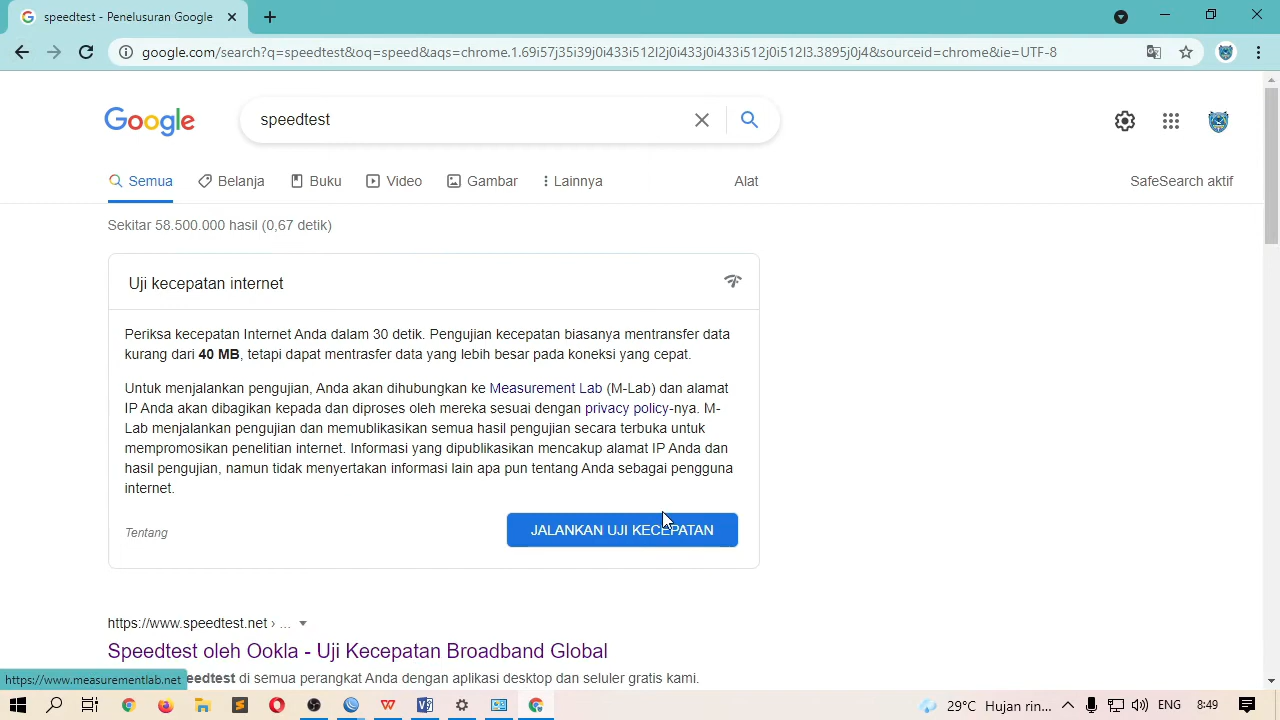 speedtest - Penelusuran Google
google.com/search?q=speedtest&oq=speed&aqs=chrome.1.69i57j35i39j0i433i512l2j0i433j0i433i512j0i512l3.3895j0j4&sourceid=chrome&ie=UTF-8
Google
speedtest
Semua Belanja Buku Video Gambar Lainnya Alat SafeSearch aktif
Sekitar 58.500.000 hasil (0,67 detik)
Uji kecepatan internet
Periksa kecepatan Internet Anda dalam 30 detik. Pengujian kecepatan biasanya mentransfer data
kurang dari 40 MB, tetapi dapat mentrasfer data yang lebih besar pada koneksi yang cepat.
Untuk menjalankan pengujian, Anda akan dihubungkan ke Measurement Lab (M-Lab) dan alamat
IP Anda akan dibagikan kepada dan diproses oleh mereka sesuai dengan privacy policy-nya. M-
Lab menjalankan pengujian dan memublikasikan semua hasil pengujian secara terbuka untuk
mempromosikan penelitian internet. Informasi yang dipublikasikan mencakup alamat IP Anda dan
hasil pengujian, namun tidak menyertakan informasi lain apa pun tentang Anda sebagai pengguna
internet.
Tentang
JALANKAN UJI KECEPATAN
https://www.speedtest.net › ...
Speedtest oleh Ookla - Uji Kecepatan Broadband Global
https://www.measurementlab.net
eedtest di semua perangkat Anda dengan aplikasi desktop dan seluler gratis kami.
29°C Hujan rin... ENG 8:49